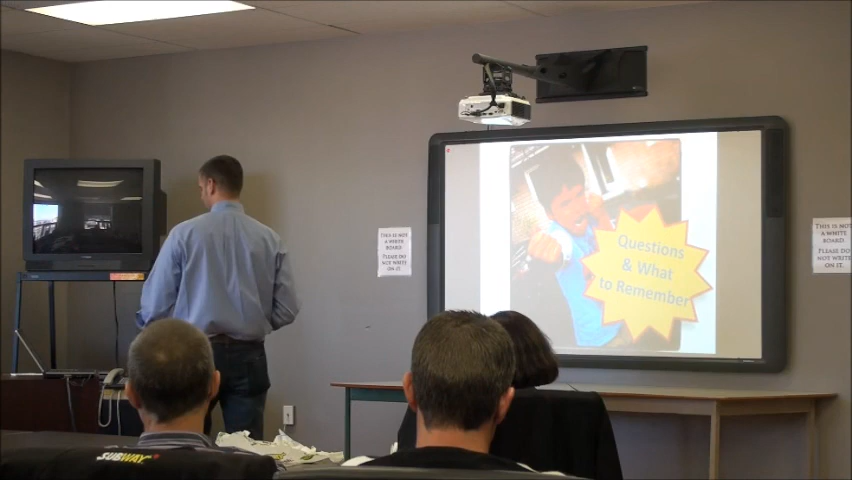 THIS IS NOT
A WHITE
BOARD.
PLEASE DO
NOT WRITE
ON IT.
Questions
& What
to Remember
THIS IS NOT
A WHITE
BOARD.
PLEASE DO
NOT WRITE
ON IT.
SUBWAY